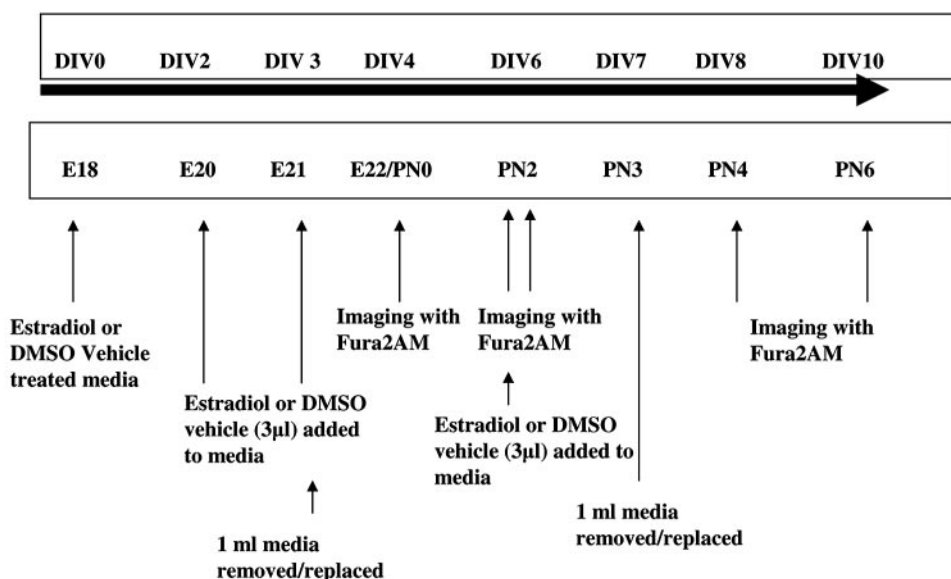 DIV0 DIV2 DIV 3 DIV4 DIV6 DIV7 DIV8 DIV10
E18 E20 E21 E22/PN0 PN2 PN3 PN4 PN6
Estradiol or
DMSO Vehicle
treated media
Estradiol or DMSO
vehicle (3µl) added
to media
1 ml media
removed/replaced
Imaging with
Fura2AM
Imaging with
Fura2AM
Estradiol or DMSO
vehicle (3µl) added to
media
1 ml media
removed/replaced
Imaging with
Fura2AM